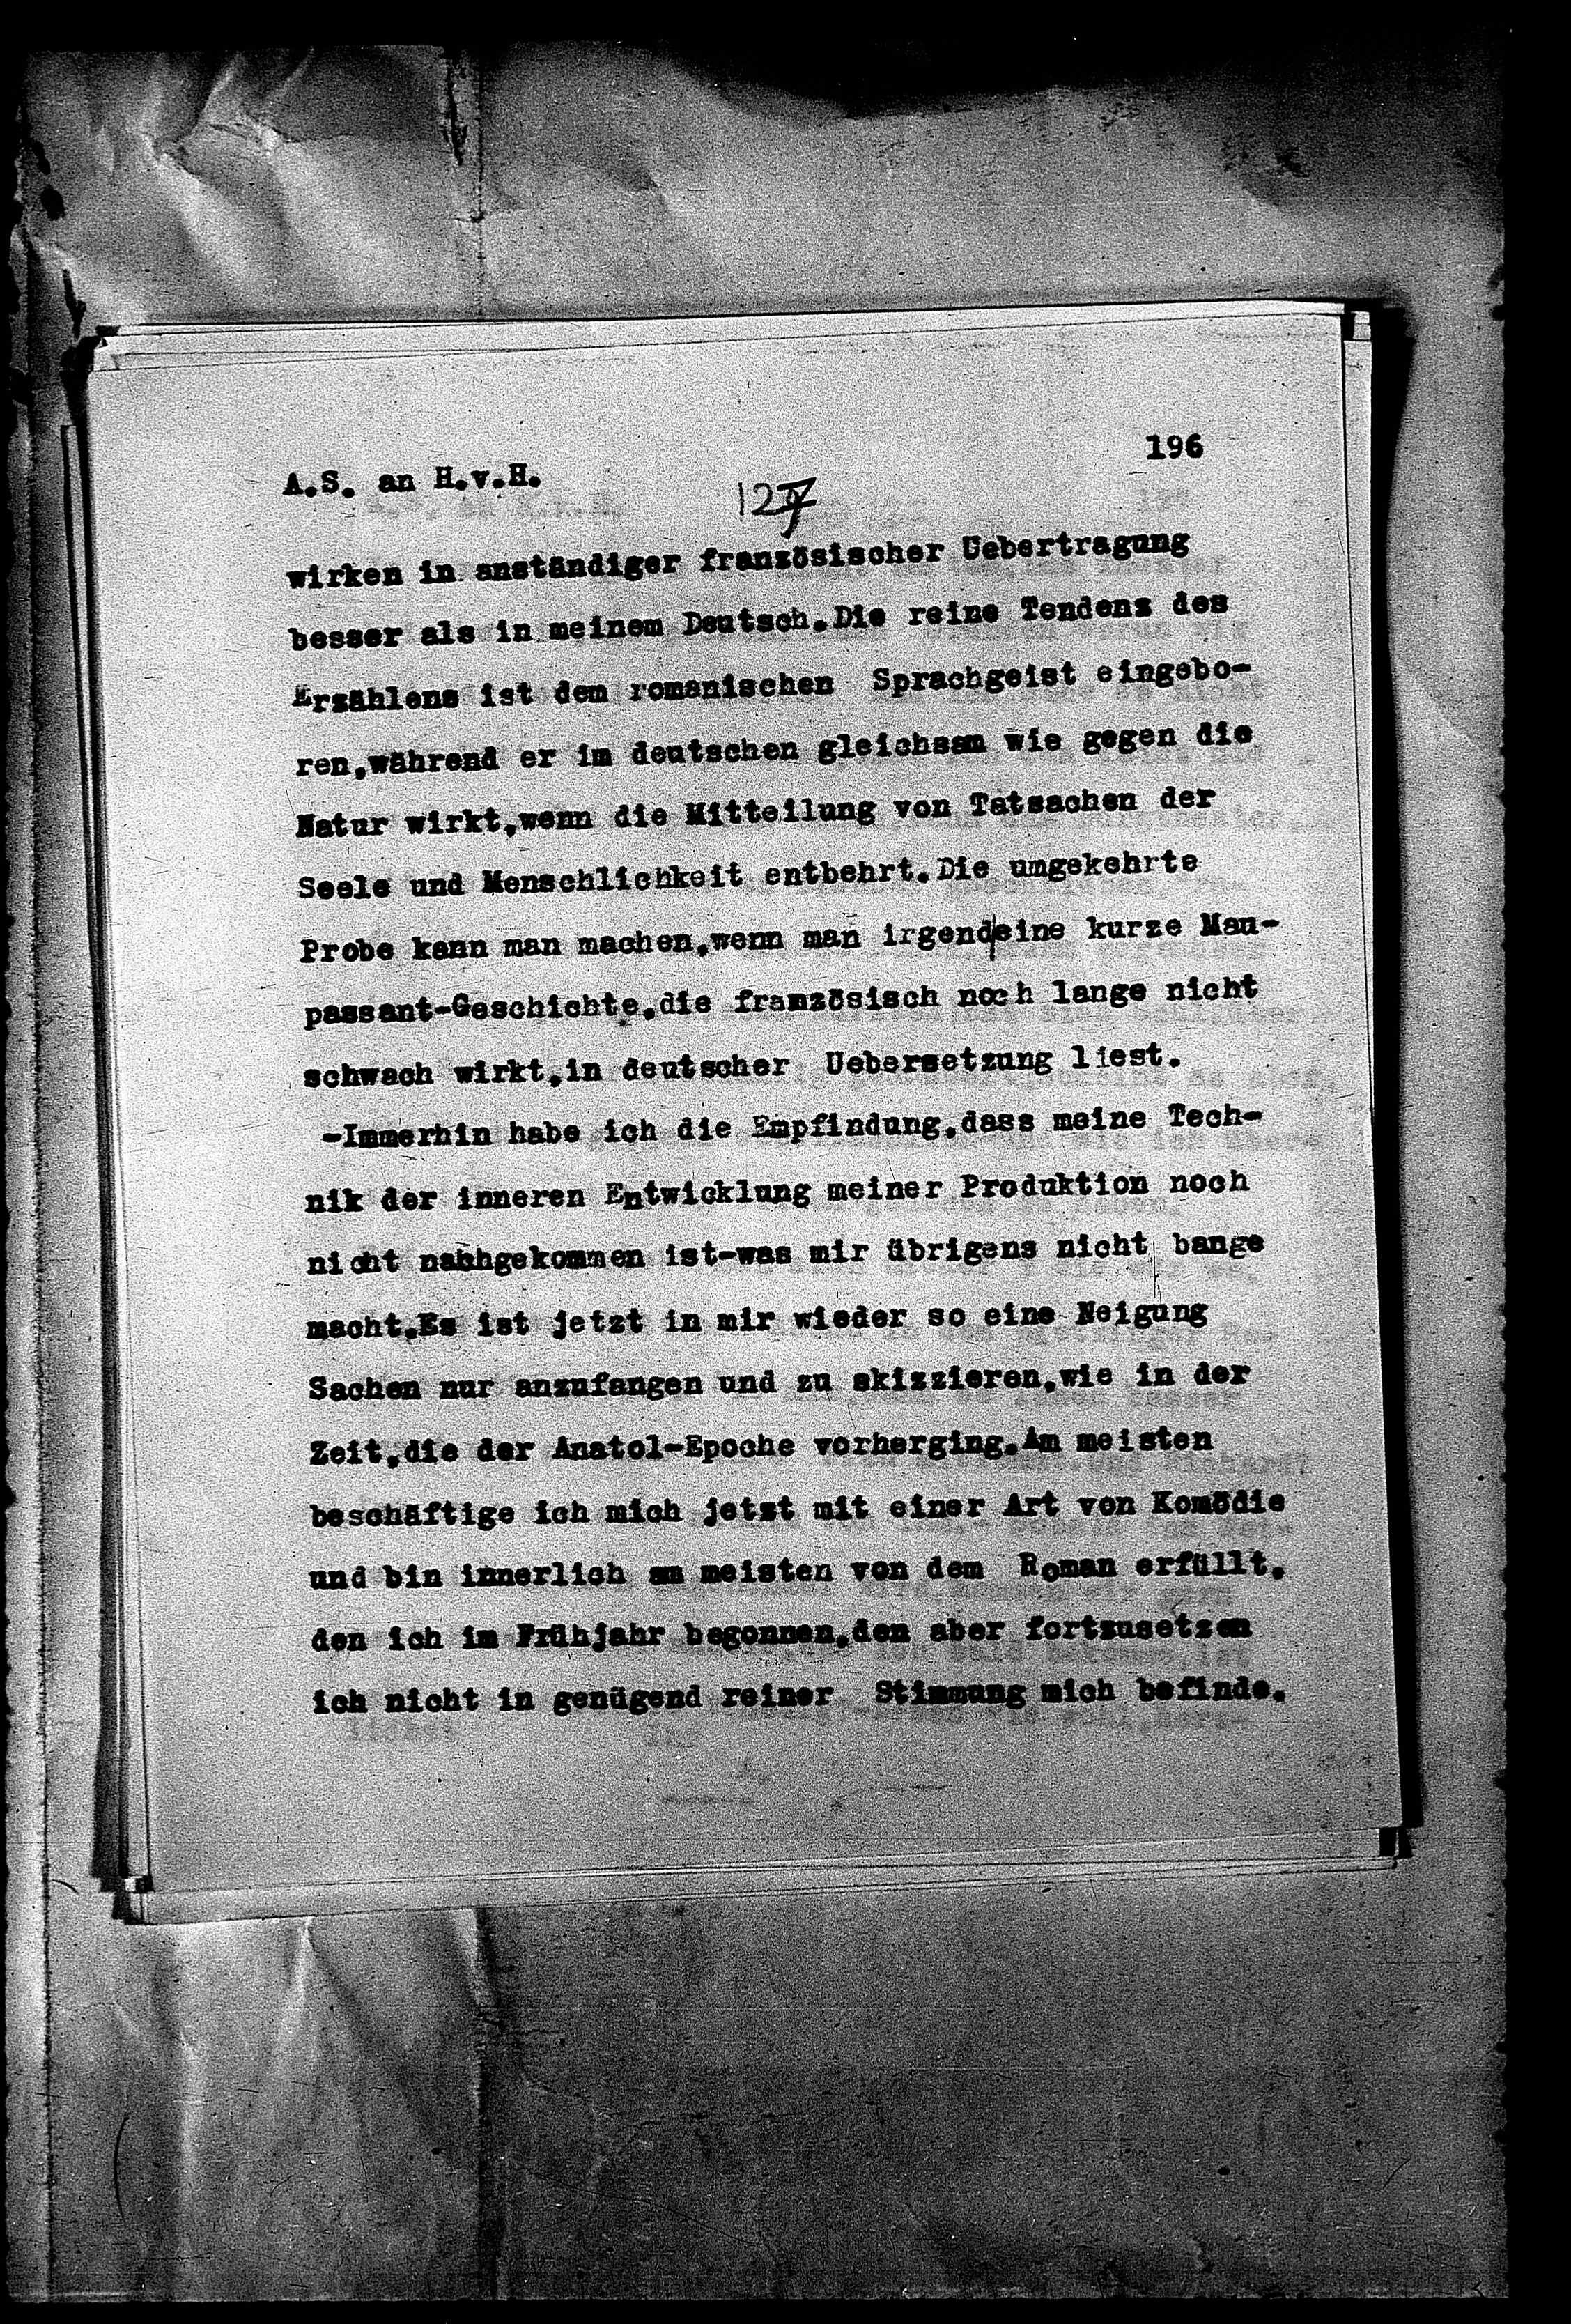 196
A.S. an H.v.H.
127
wirken in anständiger französischer Uebertragung
besser als in meinem Deutsch.Die reine Tendenz des
Erzählens ist dem romanischen Sprachgeist eingebo-
ren,während er im deutschen gleichsam wie gegen die
Natur wirkt,wenn die Mitteilung von Tatsachen der
Seele und Menschlichkeit entbehrt.Die umgekehrte
Probe kann man machen,wenn man irgend|eine kurze Mau-
passant-Geschichte,die französisch noch lange nicht
schwach wirkt,in deutscher Uebersetzung liest.
-Immerhin habe ich die Empfindung,dass meine Tech-
nik der inneren Entwicklung meiner Produktion noch
nicht nachgekommen ist-was mir übrigens nicht bange
macht.Es ist jetzt in mir wieder so eine Neigung
Sachen nur anzufangen und zu skizzieren,wie in der
Zeit,die der Anatol-Epoche vorherging.Am meisten
beschäftige ich mich jetzt mit einer Art von Komödie
und bin innerlich am meisten von dem Roman erfüllt,
den ich im Frühjahr begonnen,den aber fortzusetzen
ich nicht in genügend reiner Stimmung mich befinde.